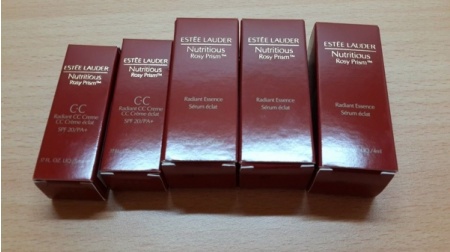 ESTĒE LAUDER
Nutritious
Rosy Prism™
CC
Radiant CC Creme
CC Crème éclat
SPF 20/PA+
ESTĒE LAUDER
Nutritious
Rosy Prism™
CC
Radiant CC Creme
CC Crème éclat
SPF 20/PA+
ESTĒE LAUDER
Nutritious
Rosy Prism™
Radiant Essence
Sérum éclat
ESTĒE LAUDER
Nutritious
Rosy Prism™
Radiant Essence
Sérum éclat
ESTĒE LAUDER
Nutritious
Rosy Prism™
Radiant Essence
Sérum éclat